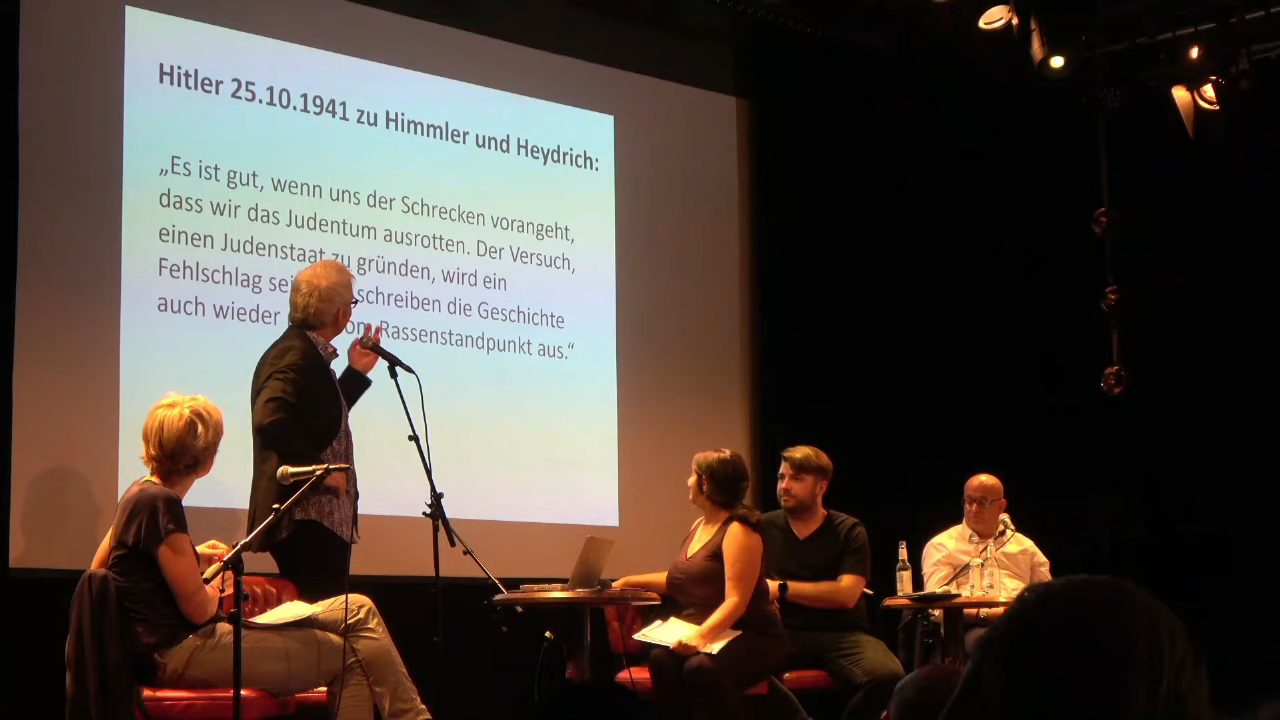 Hitler 25.10.1941 zu Himmler und Heydrich:
„Es ist gut, wenn uns der Schrecken vorangeht,
dass wir das Judentum ausrotten. Der Versuch,
einen Judenstaat zu gründen, wird ein
Fehlschlag schreiben die Geschichte
auch wieder Rassenstandpunkt aus.“